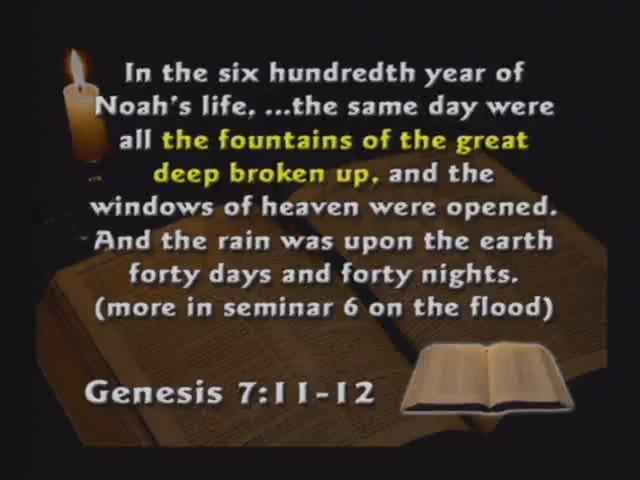 In the six hundredth year of
Noah's life, ...the same day were
all the fountains of the great
deep broken up, and the
windows of heaven were opened.
And the rain was upon the earth
forty days and forty nights.
(more in seminar 6 on the flood)
Genesis 7:11-12